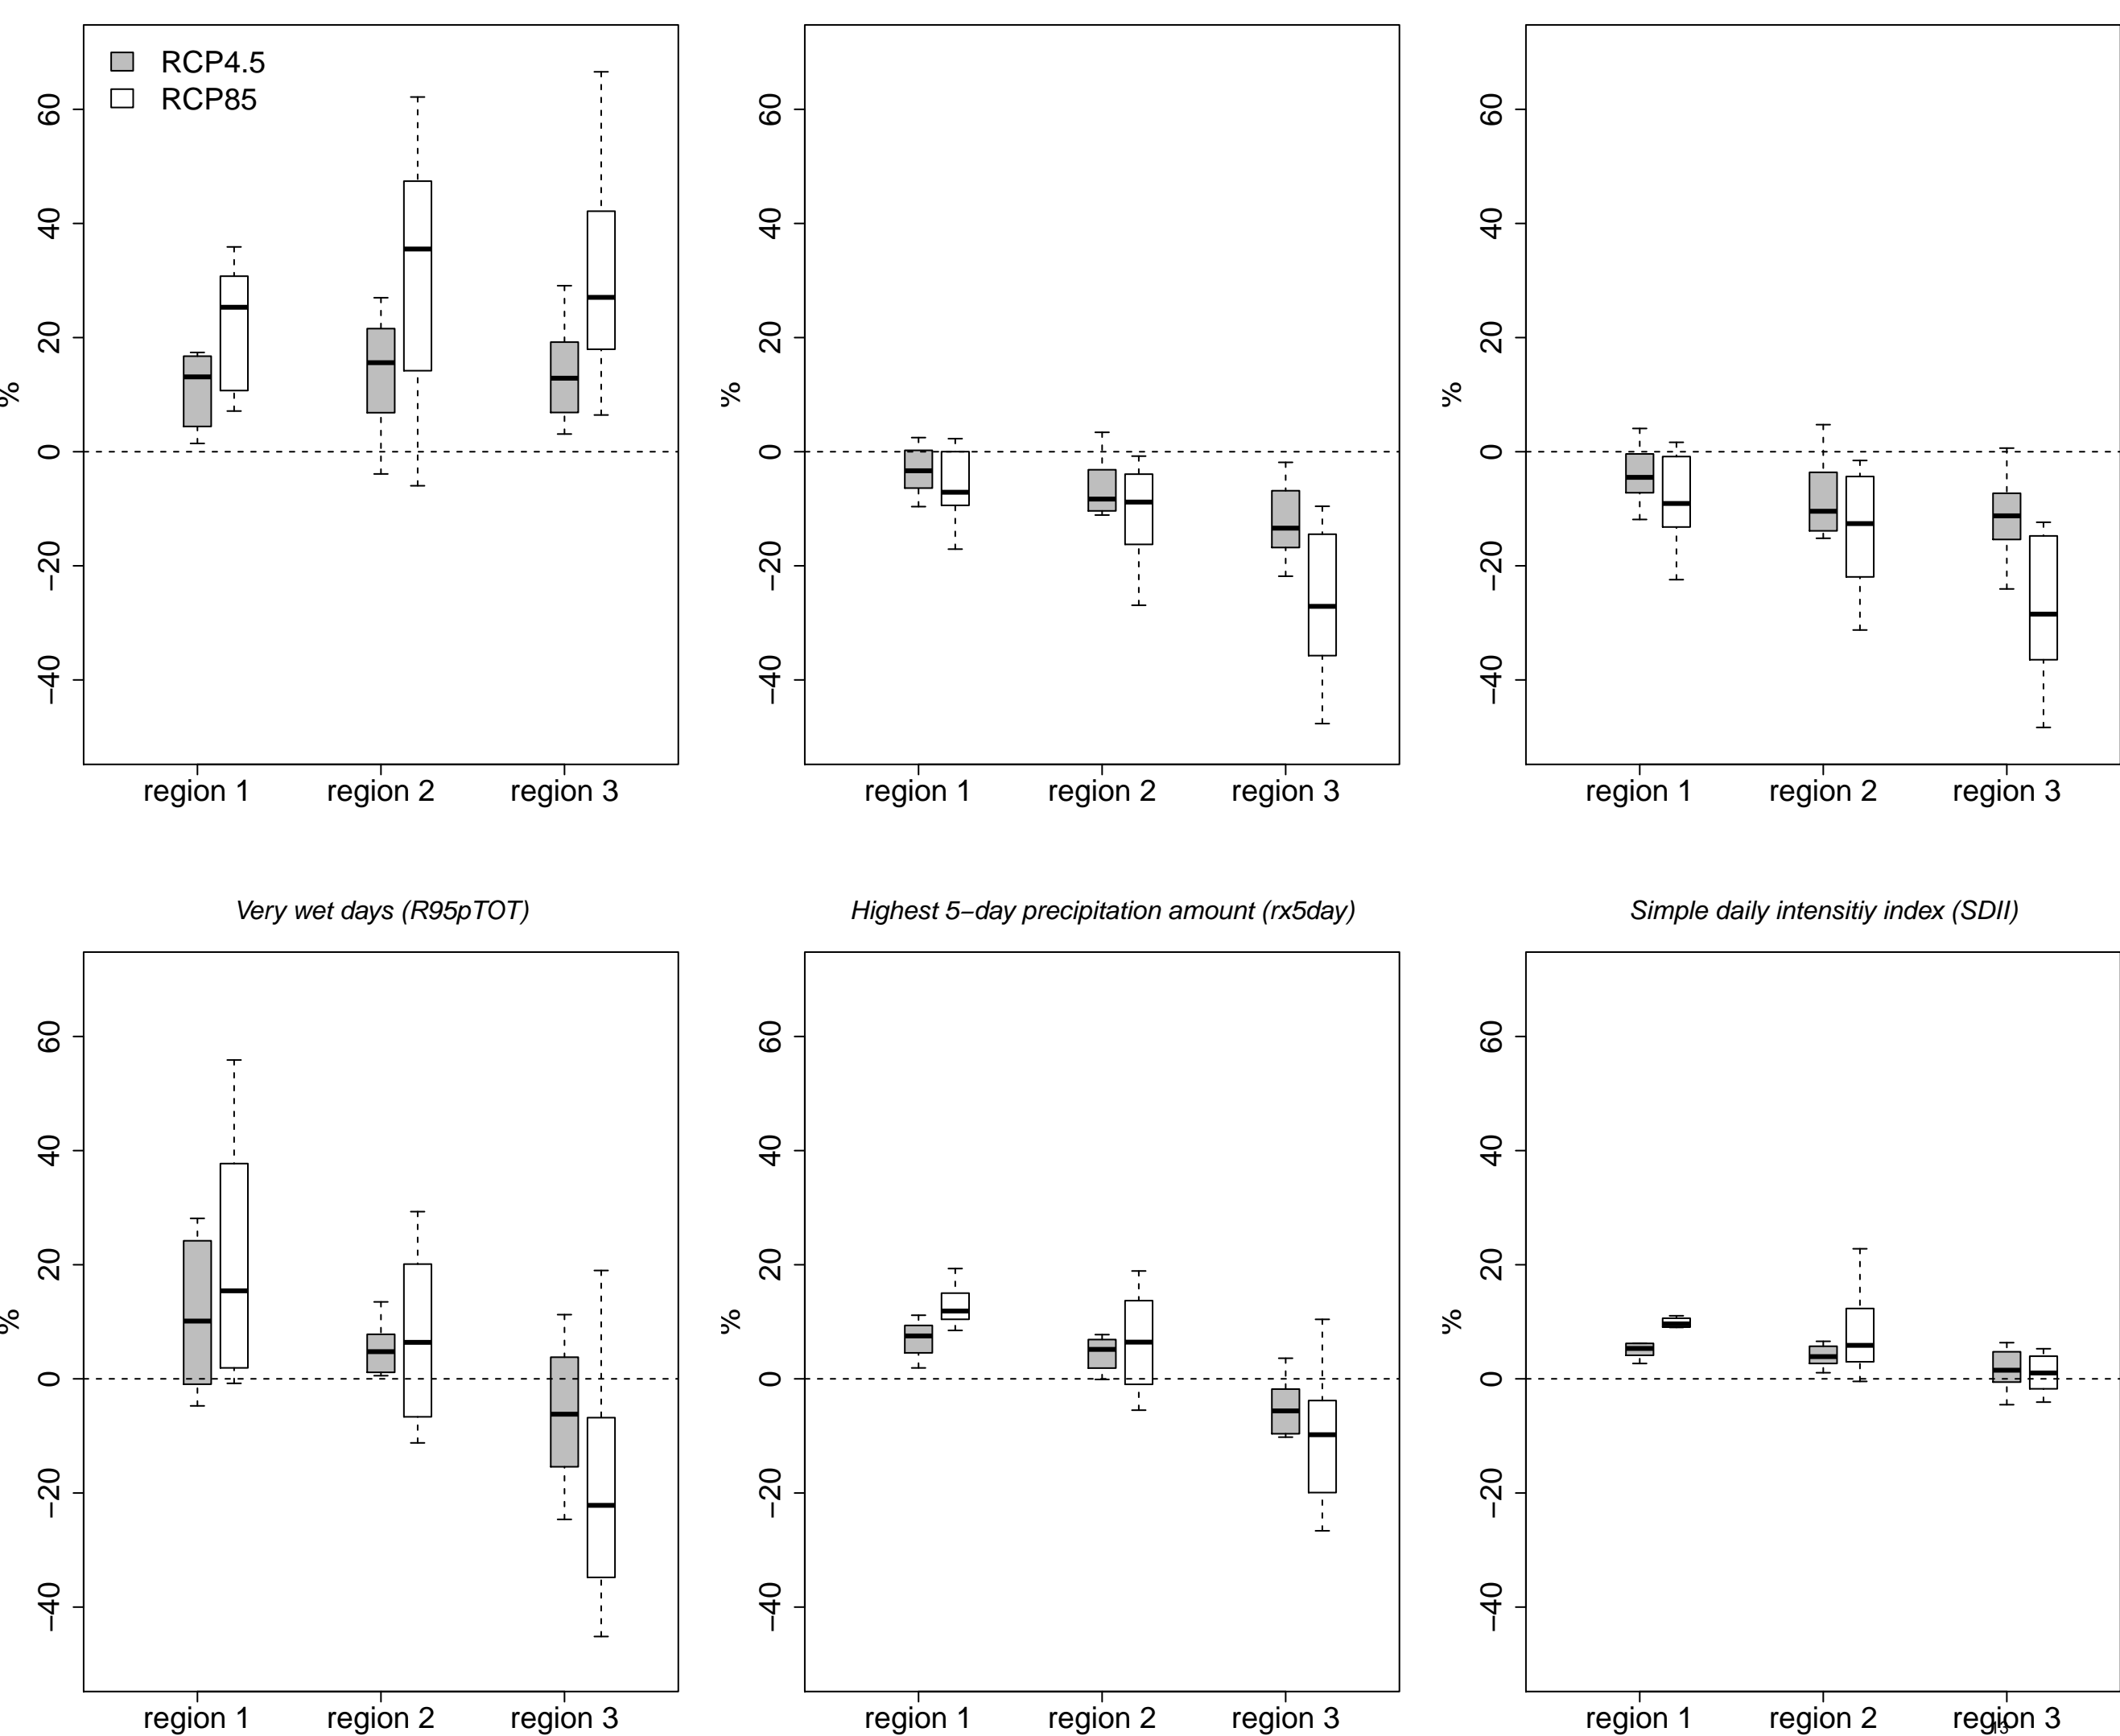 RCP4.5
RCP85
60
40
20
0
−20
−40
%
region 1
region 2
region 3
60
40
20
0
−20
−40
%
region 1
region 2
region 3
60
40
20
0
−20
−40
%
region 1
region 2
region 3
Very wet days (R95pTOT)
60
40
20
0
−20
−40
%
region 1
region 2
region 3
Highest 5−day precipitation amount (rx5day)
60
40
20
0
−20
−40
%
region 1
region 2
region 3
Simple daily intensitiy index (SDII)
60
40
20
0
−20
−40
%
region 1
region 2
region 3
13